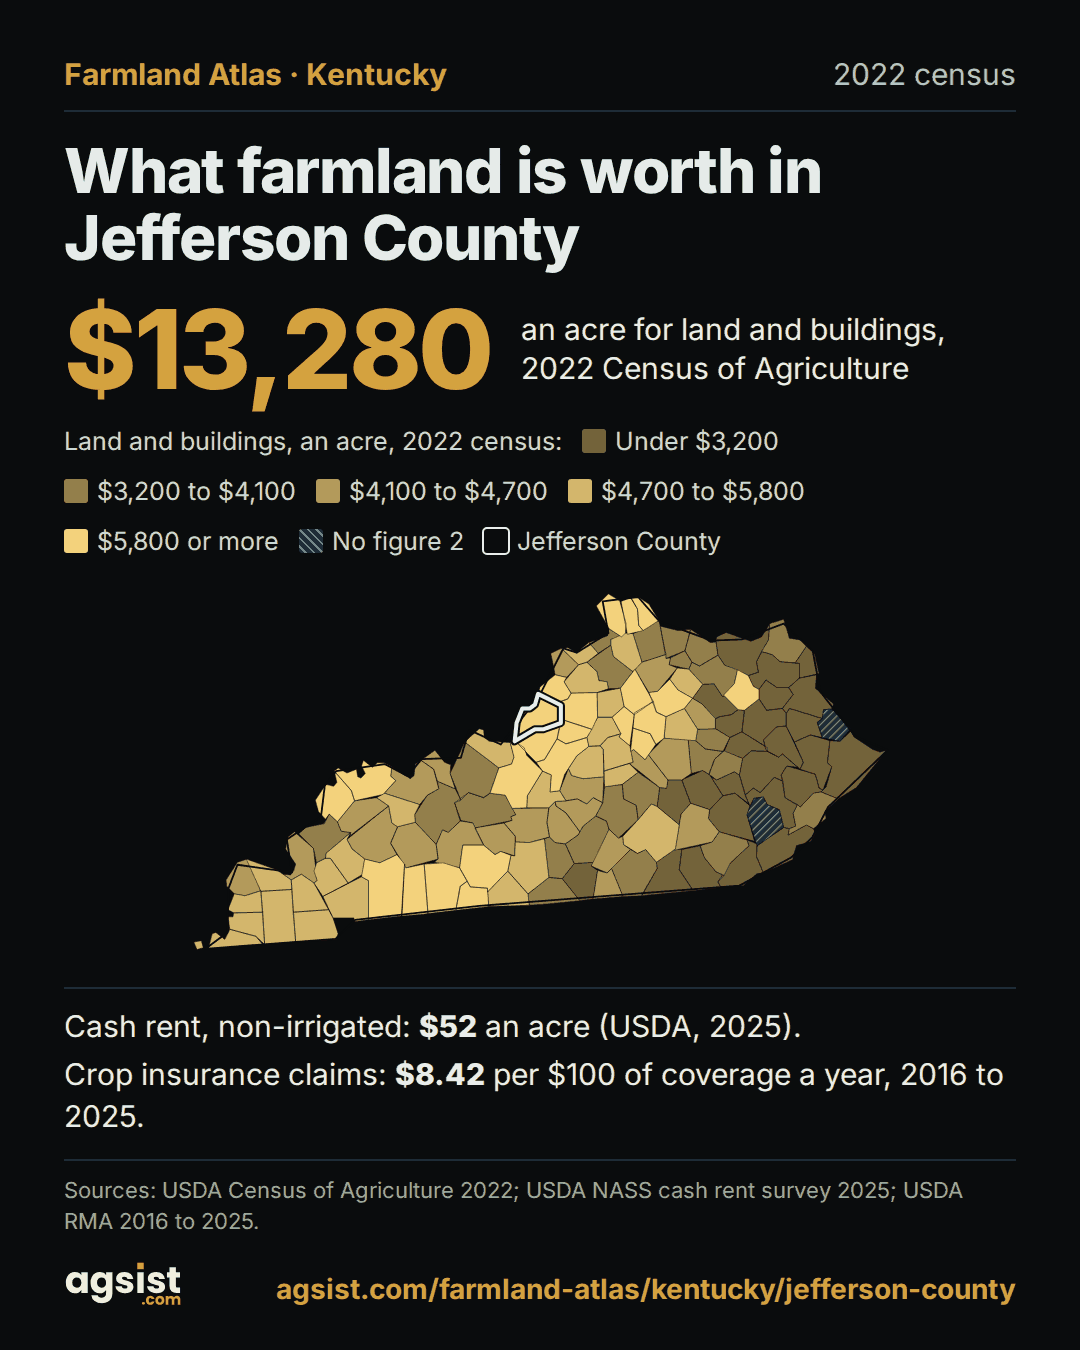 Farmland Atlas · Kentucky
2022 census
What farmland is worth in
Jefferson County
$13,280
an acre for land and buildings,
2022 Census of Agriculture
Land and buildings, an acre, 2022 census: Under $3,200
$3,200 to $4,100 $4,100 to $4,700 $4,700 to $5,800
$5,800 or more No figure 2 Jefferson County
Cash rent, non-irrigated: $52 an acre (USDA, 2025).
Crop insurance claims: $8.42 per $100 of coverage a year, 2016 to
2025.
Sources: USDA Census of Agriculture 2022; USDA NASS cash rent survey 2025; USDA
RMA 2016 to 2025.
agsist
.com
agsist.com/farmland-atlas/kentucky/jefferson-county